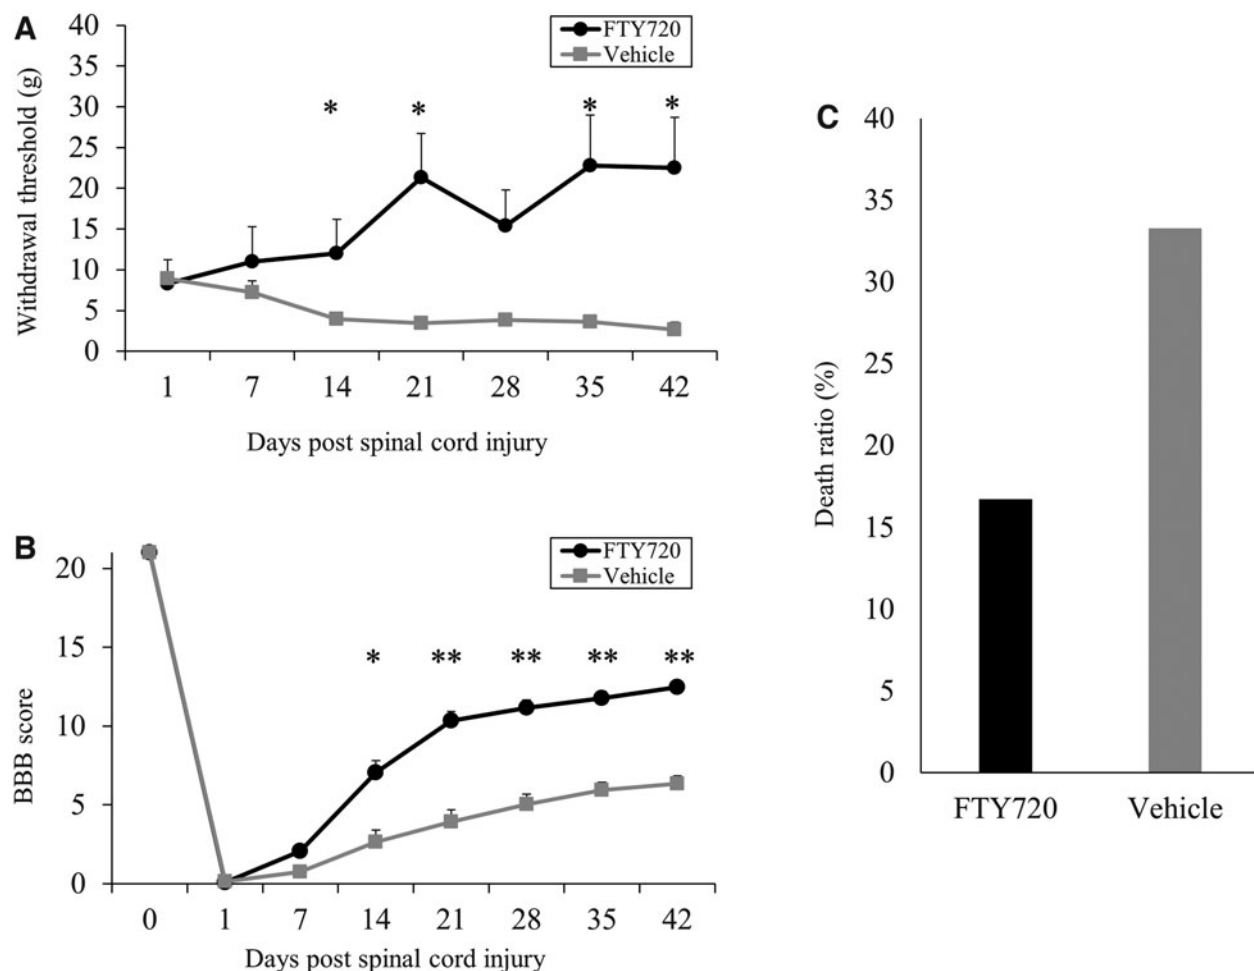 A
FTY720
Vehicle
40
35
30
25
20
15
10
5
0
Withdrawal threshold (g)
* * * *
1 7 14 21 28 35 42
Days post spinal cord injury
B
FTY720
Vehicle
20
15
10
5
0
BBB score
* ** ** ** **
0 1 7 14 21 28 35 42
Days post spinal cord injury
C
40
35
30
25
20
15
10
5
0
Death ratio (%)
FTY720 Vehicle